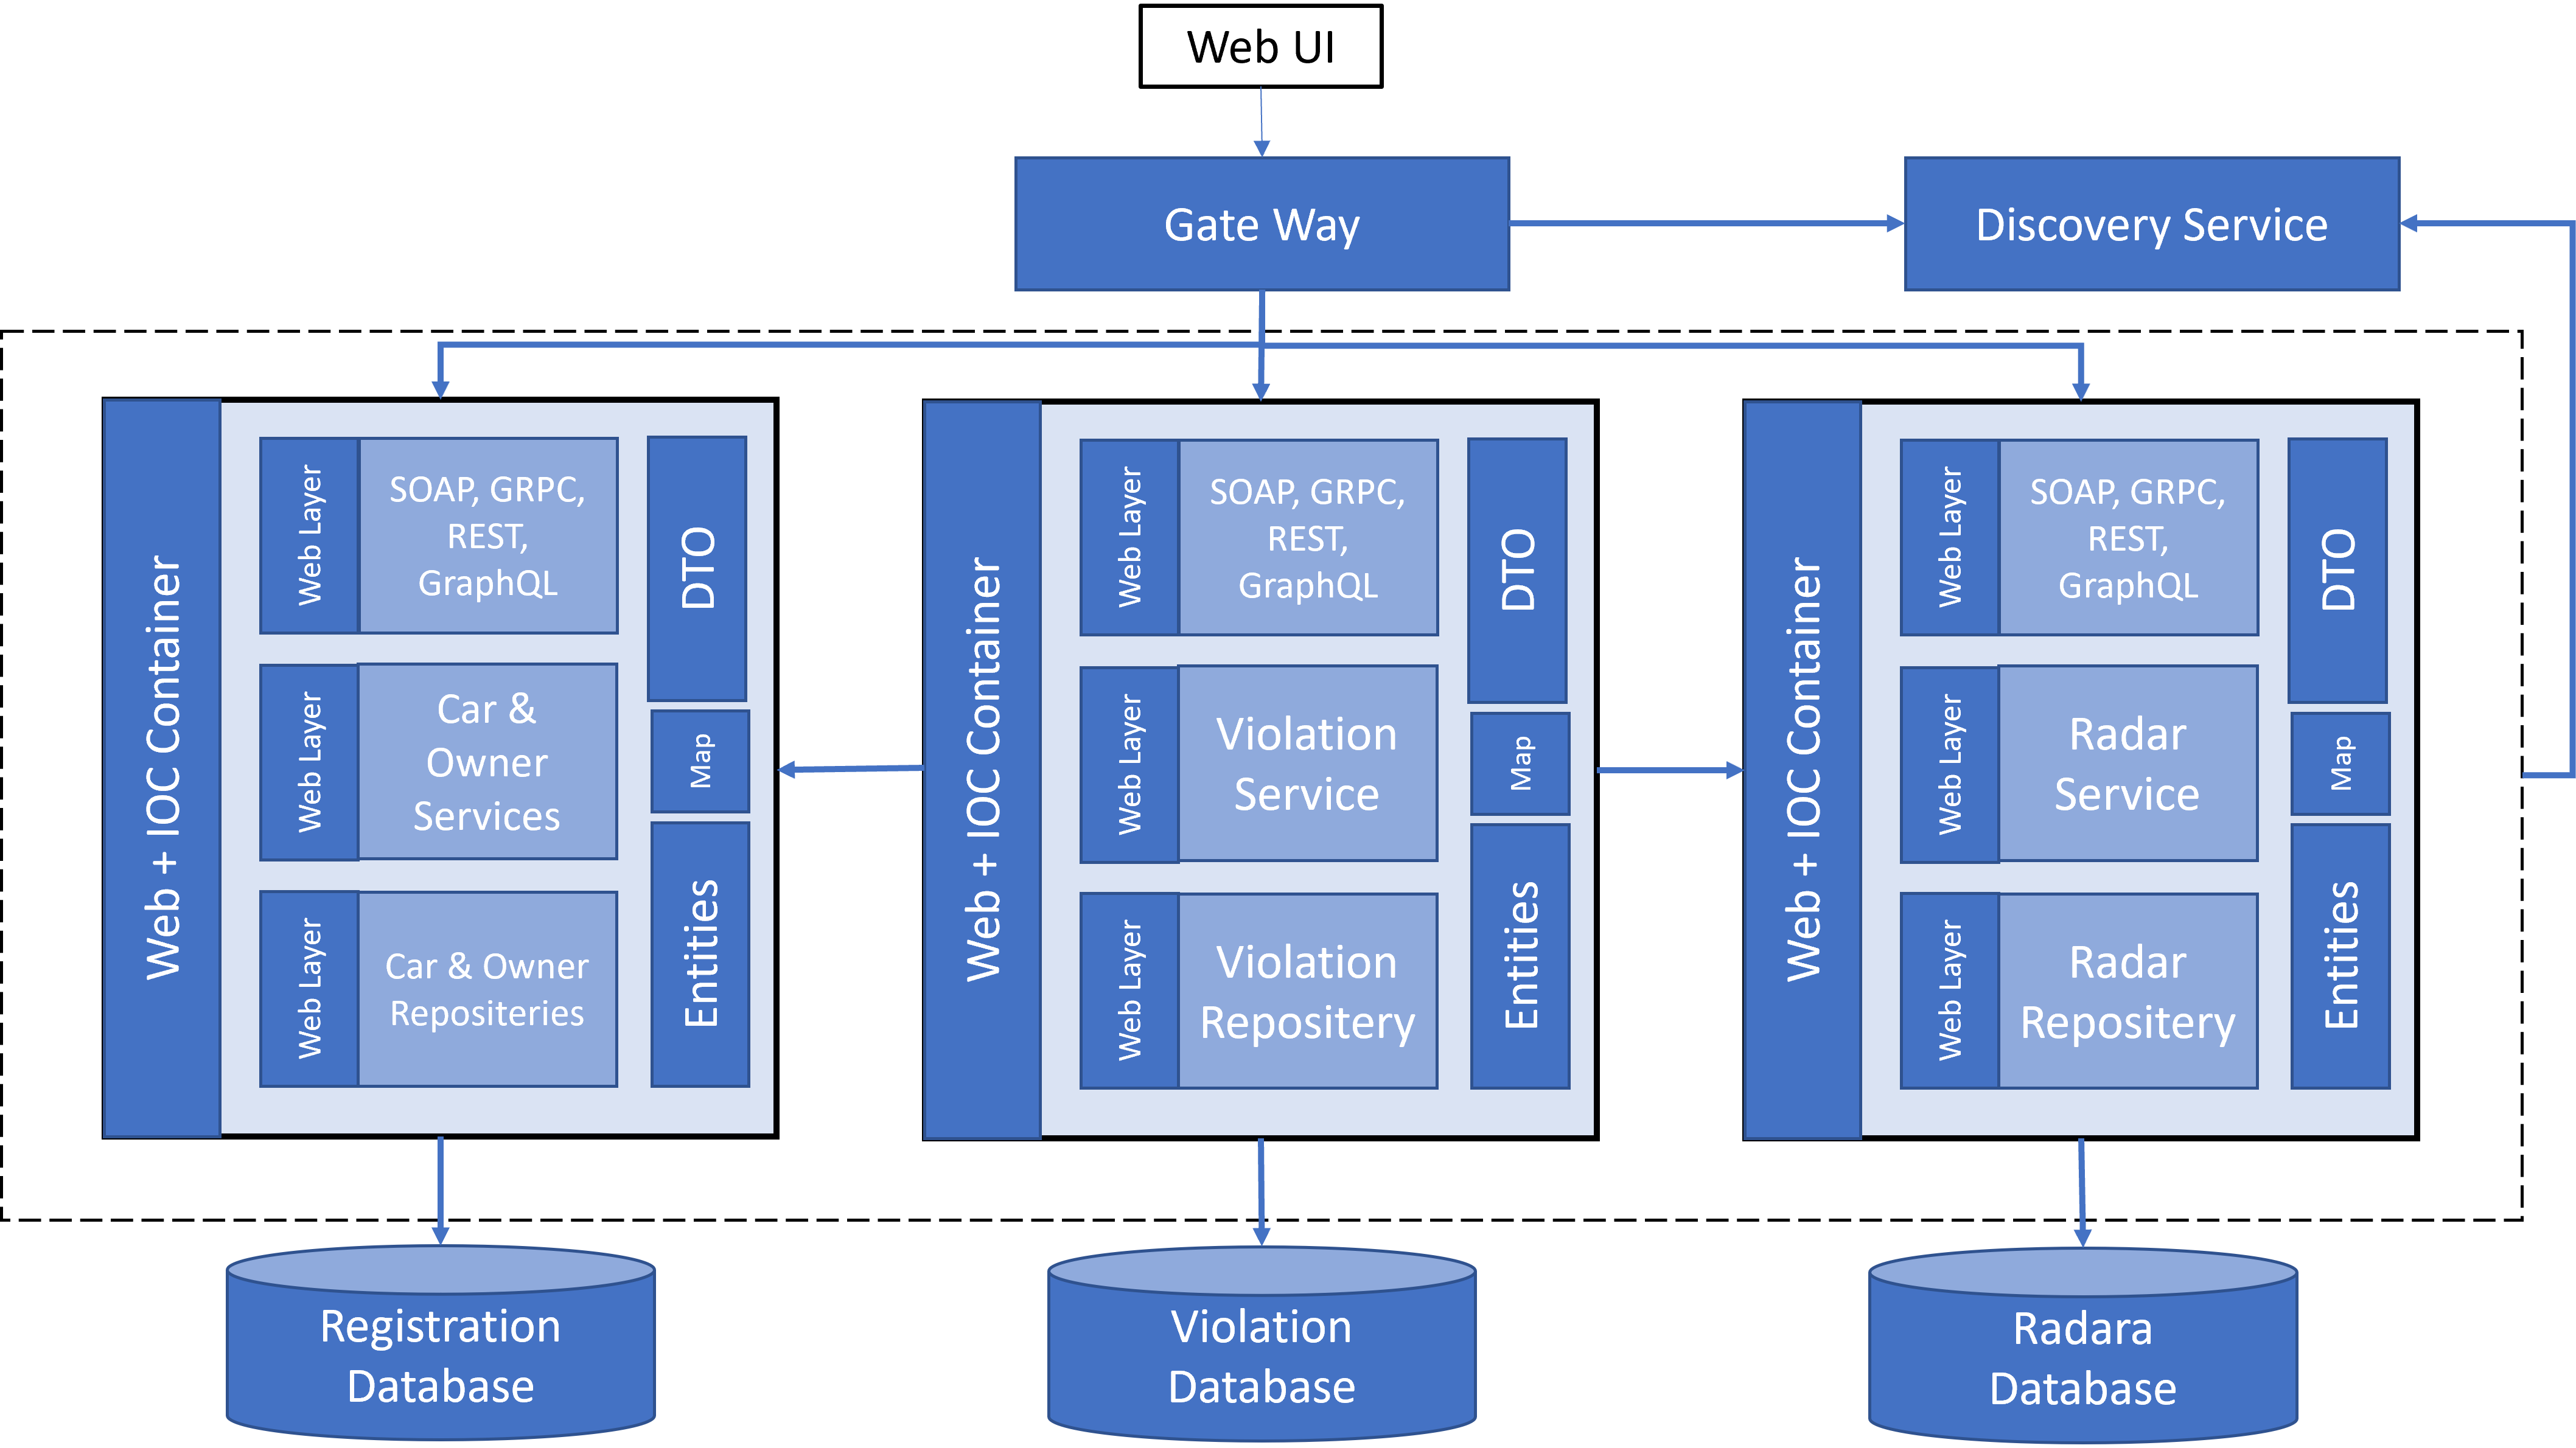 Web UI
Gate Way
Discovery Service
Web + IOC Container
Web Layer
SOAP, GRPC,
REST,
GraphQL
DTO
Web Layer
Car &
Owner
Services
Map
Web Layer
Car & Owner
Repositeries
Entities
Web + IOC Container
Web Layer
SOAP, GRPC,
REST,
GraphQL
DTO
Web Layer
Violation
Service
Map
Web Layer
Violation
Repositery
Entities
Web + IOC Container
Web Layer
SOAP, GRPC,
REST,
GraphQL
DTO
Web Layer
Radar
Service
Map
Web Layer
Radar
Repositery
Entities
Registration
Database
Violation
Database
Radara
Database